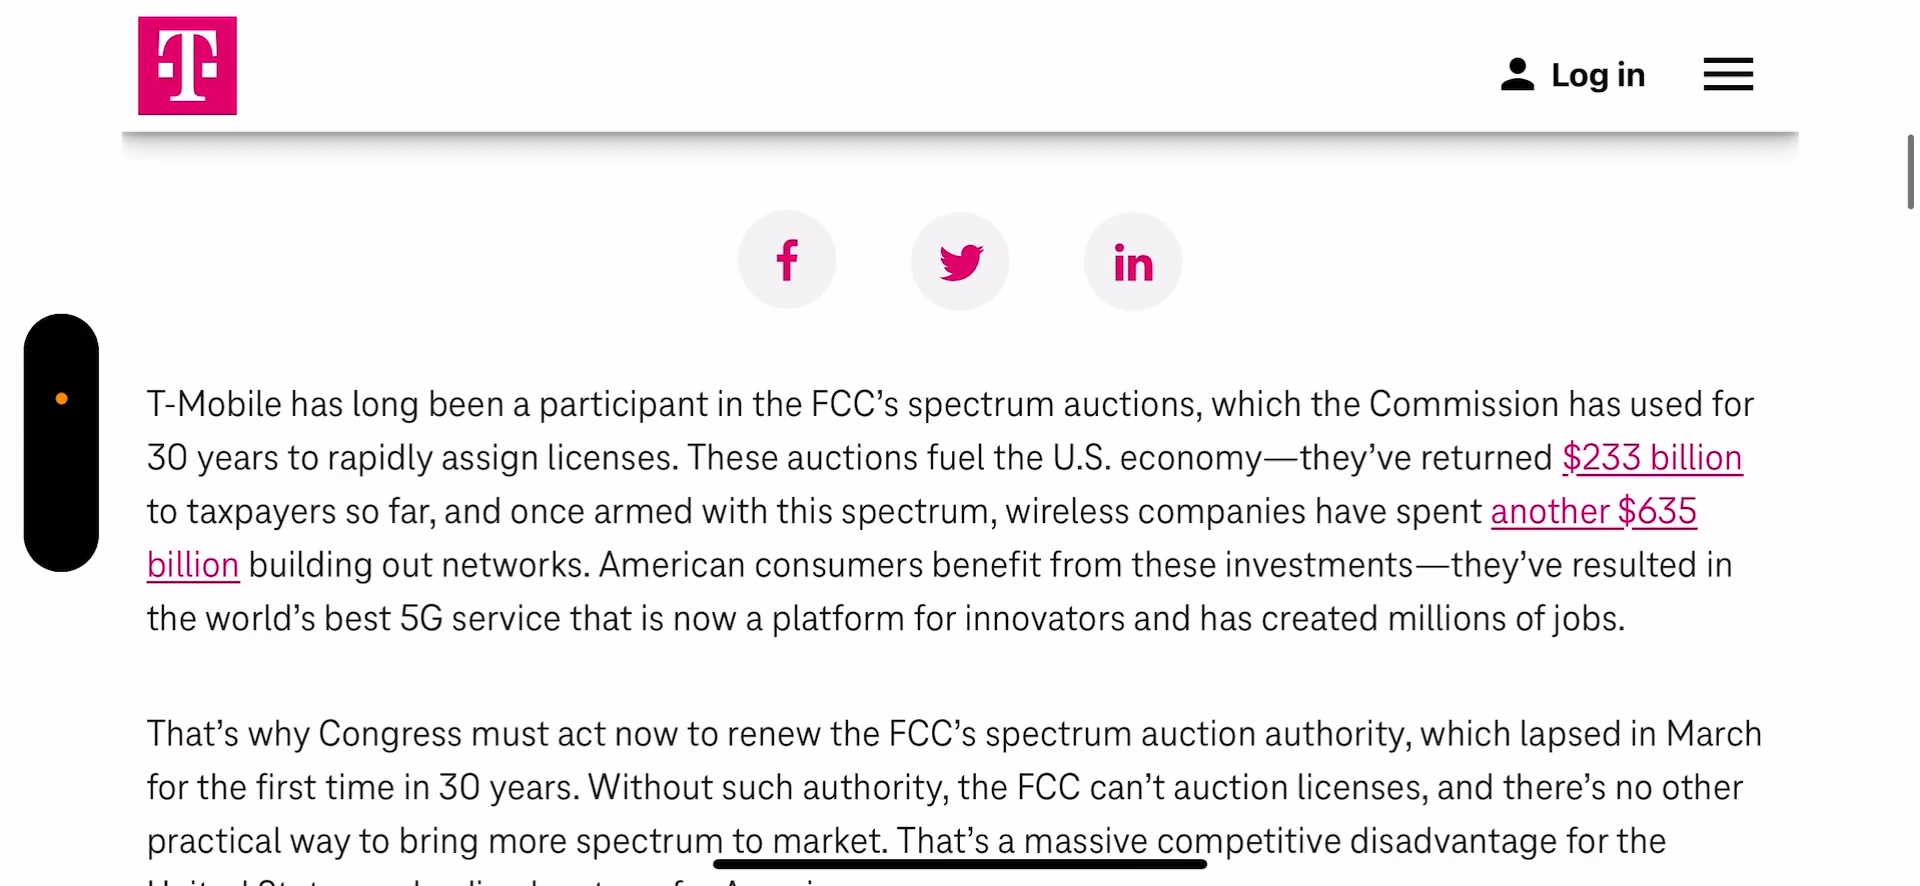 T
Log in
f
in
T-Mobile has long been a participant in the FCC’s spectrum auctions, which the Commission has used for
30 years to rapidly assign licenses. These auctions fuel the U.S. economy—they’ve returned $233 billion
to taxpayers so far, and once armed with this spectrum, wireless companies have spent another $635
billion building out networks. American consumers benefit from these investments—they’ve resulted in
the world’s best 5G service that is now a platform for innovators and has created millions of jobs.
That’s why Congress must act now to renew the FCC’s spectrum auction authority, which lapsed in March
for the first time in 30 years. Without such authority, the FCC can’t auction licenses, and there’s no other
practical way to bring more spectrum to market. That’s a massive competitive disadvantage for the